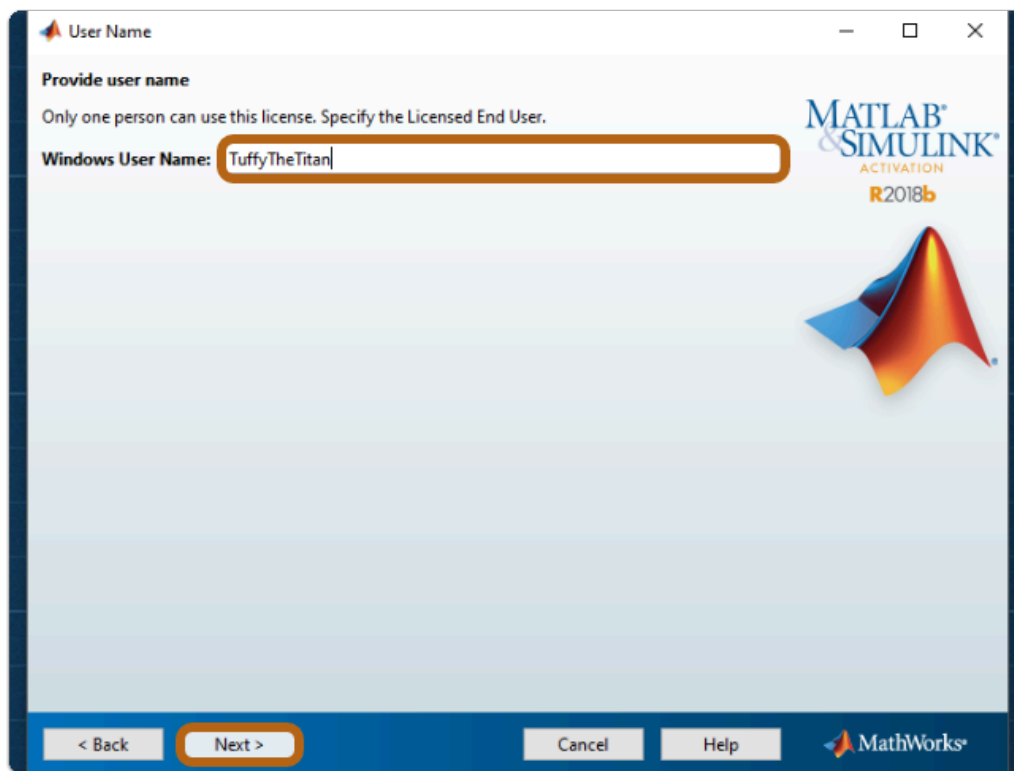 User Name
Provide user name
Only one person can use this license. Specify the Licensed End User.
Windows User Name: TuffyTheTitan
MATLAB®
&SIMULINK®
ACTIVATION
R2018b
< Back Next > Cancel Help MathWorks®